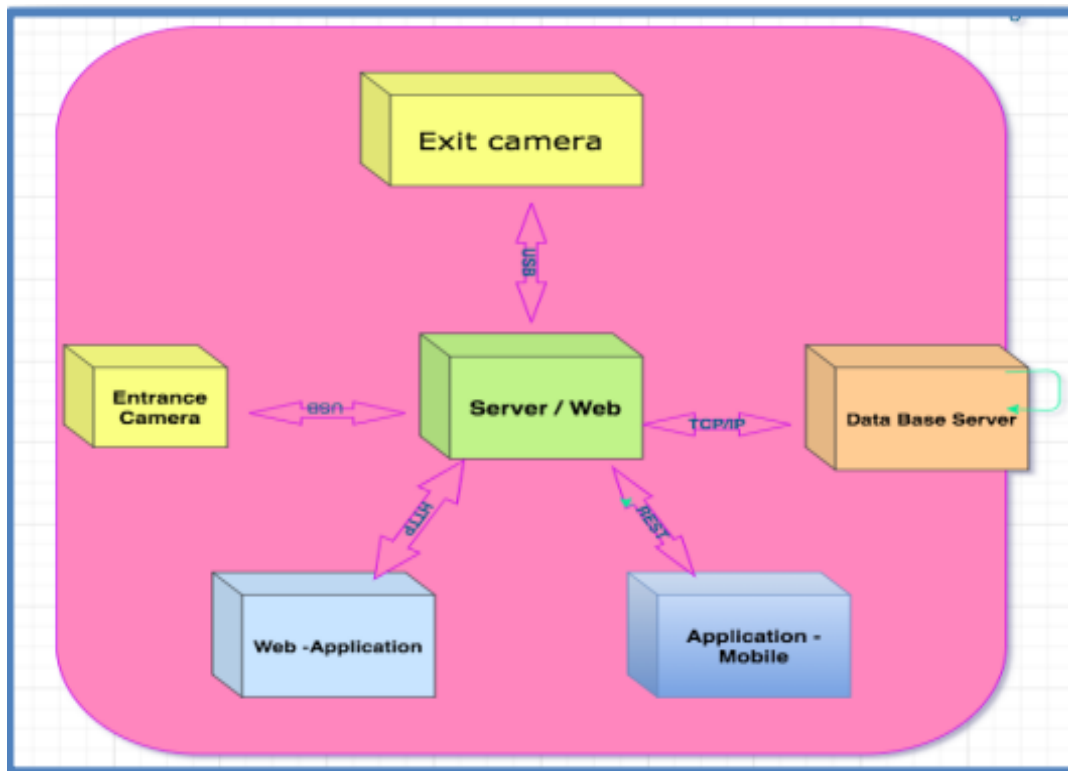 Exit camera
USB
Entrance
Camera
USB
Server / Web
TCP/IP
Data Base Server
HTTP
REST
Web -Application
Application -
Mobile